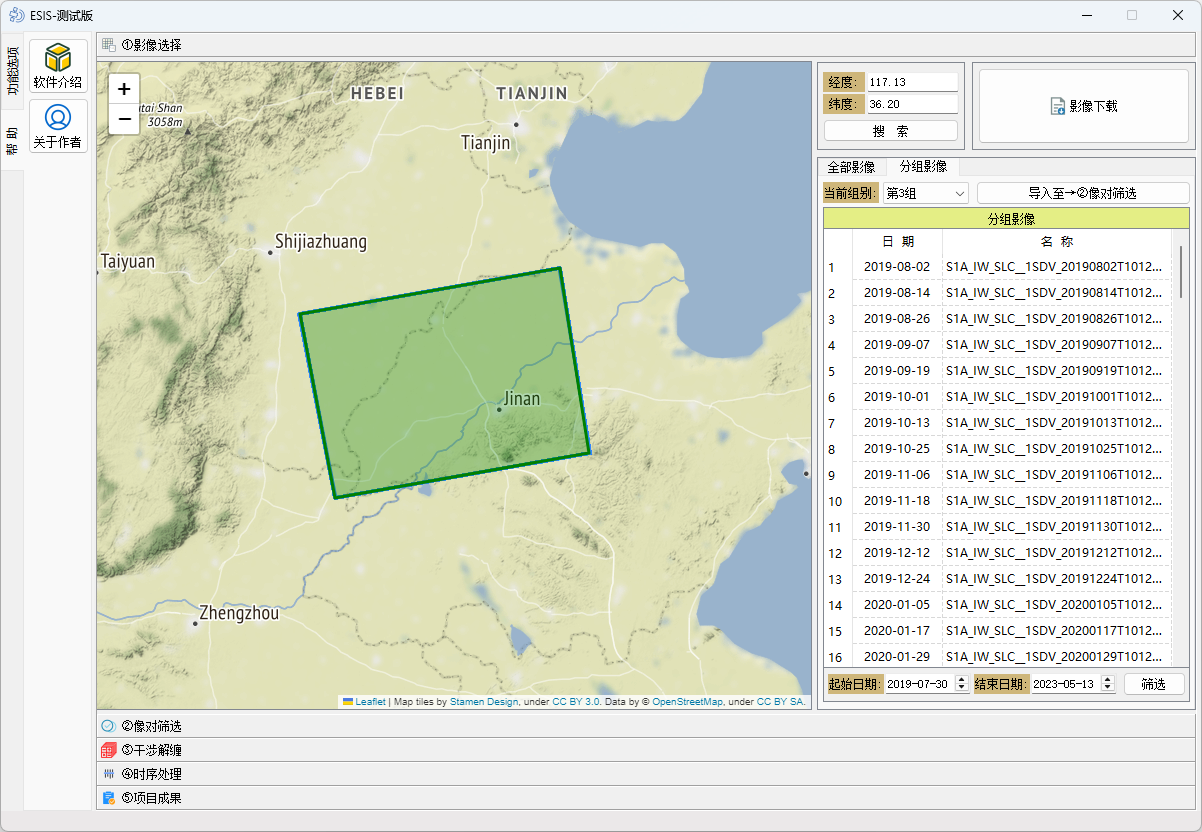 ESIS-测试版
功能选项
帮助
软件介绍
关于作者
①影像选择
+
−
tai Shan
3058m
HEBEI
TIANJIN
Tianjin
Shijiazhuang
Taiyuan
Jinan
Zhengzhou
Leaflet | Map tiles by Stamen Design, under CC BY 3.0. Data by © OpenStreetMap, under CC BY SA.
经度: 117.13
纬度: 36.20
搜 索
影像下载
全部影像 分组影像
当前组别: 第3组 导入至→②像对筛选
分组影像
日 期 名 称
1 2019-08-02 S1A_IW_SLC__1SDV_20190802T1012...
2 2019-08-14 S1A_IW_SLC__1SDV_20190814T1012...
3 2019-08-26 S1A_IW_SLC__1SDV_20190826T1012...
4 2019-09-07 S1A_IW_SLC__1SDV_20190907T1012...
5 2019-09-19 S1A_IW_SLC__1SDV_20190919T1012...
6 2019-10-01 S1A_IW_SLC__1SDV_20191001T1012...
7 2019-10-13 S1A_IW_SLC__1SDV_20191013T1012...
8 2019-10-25 S1A_IW_SLC__1SDV_20191025T1012...
9 2019-11-06 S1A_IW_SLC__1SDV_20191106T1012...
10 2019-11-18 S1A_IW_SLC__1SDV_20191118T1012...
11 2019-11-30 S1A_IW_SLC__1SDV_20191130T1012...
12 2019-12-12 S1A_IW_SLC__1SDV_20191212T1012...
13 2019-12-24 S1A_IW_SLC__1SDV_20191224T1012...
14 2020-01-05 S1A_IW_SLC__1SDV_20200105T1012...
15 2020-01-17 S1A_IW_SLC__1SDV_20200117T1012...
16 2020-01-29 S1A_IW_SLC__1SDV_20200129T1012...
起始日期: 2019-07-30 结束日期: 2023-05-13 筛选
②像对筛选
③干涉解缠
④时序处理
⑤项目成果